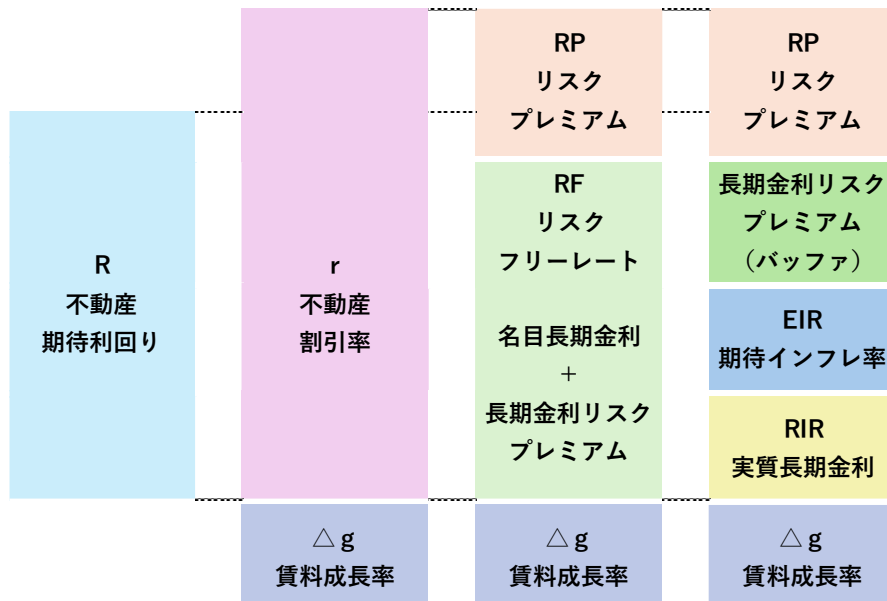 R
不動産
期待利回り
r
不動産
割引率
△g
賃料成長率
RP
リスク
プレミアム
RF
リスク
フリーレート
名目長期金利
+
長期金利リスク
プレミアム
△g
賃料成長率
RP
リスク
プレミアム
長期金利リスク
プレミアム
（バッファ）
EIR
期待インフレ率
RIR
実質長期金利
△g
賃料成長率